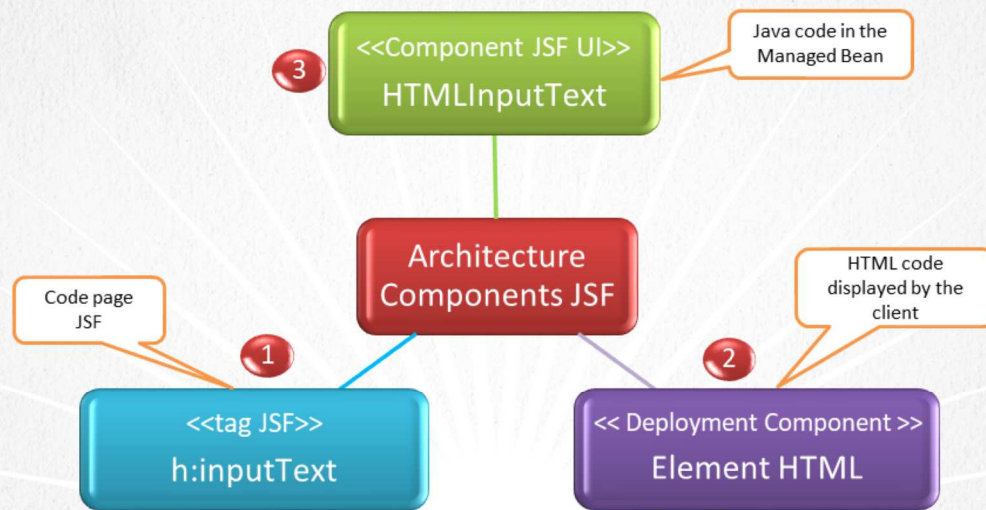 <<Component JSF UI>>
HTMLInputText
3
Java code in the
Managed Bean
Architecture
Components JSF
Code page
JSF
1
<<tag JSF>>
h:inputText
HTML code
displayed by the
client
2
<< Deployment Component >>
Element HTML